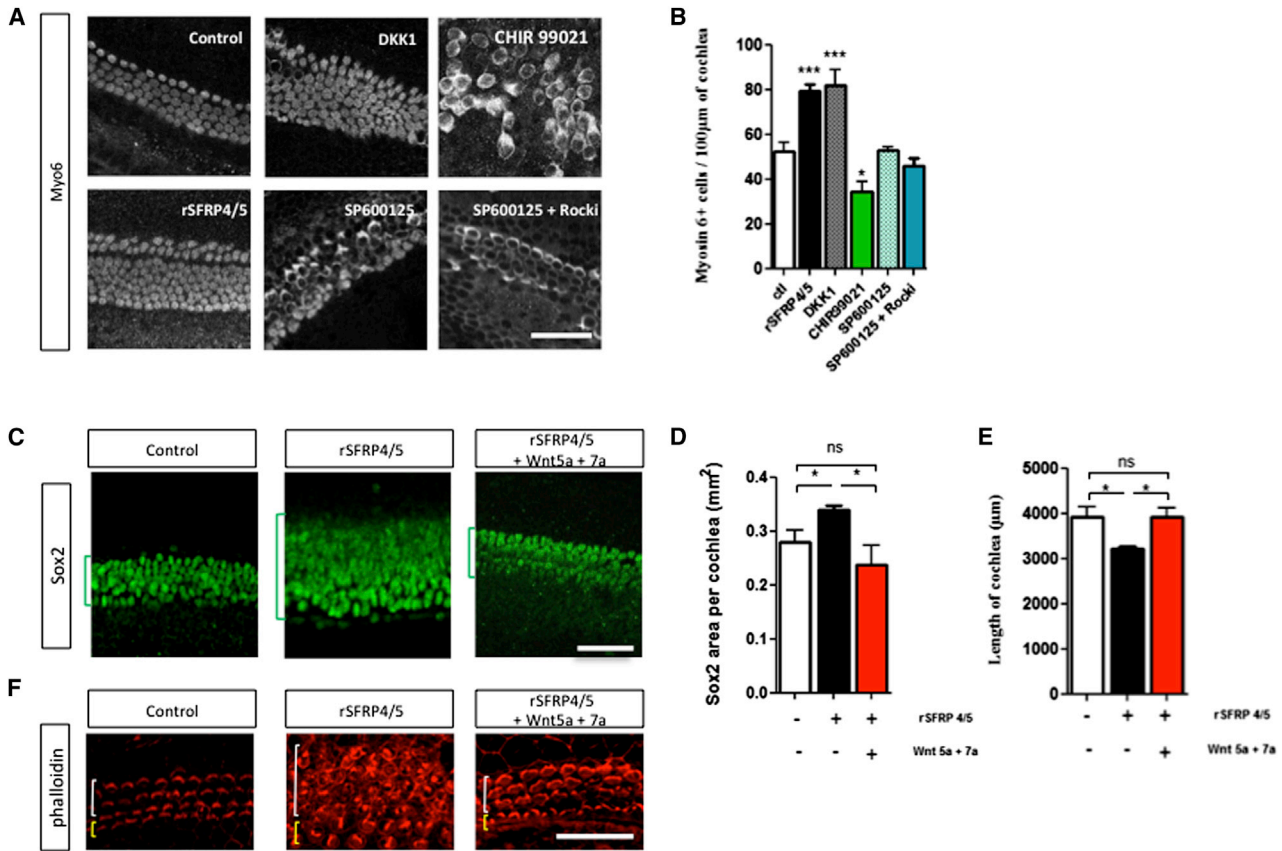 A
Myo6
Control
DKK1
CHIR 99021
rSFRP4/5
SP600125
SP600125 + Rocki
B
Myosin 6+ cells / 100µm of cochlea
100
80
60
40
20
0
***
***
*
ctl
rSFRP4/5
DKK1
CHIR99021
SP600125
SP600125 + Rocki
C
Sox2
Control
rSFRP4/5
rSFRP4/5
+ Wnt5a + 7a
D
Sox2 area per cochlea (mm²)
0.4
0.3
0.2
0.1
0.0
ns
* *
- + + rSFRP 4/5
- - + Wnt 5a + 7a
E
Length of cochlea (µm)
5000
4000
3000
2000
1000
0
ns
* *
- + + rSFRP 4/5
- - + Wnt 5a + 7a
F
phalloidin
Control
rSFRP4/5
rSFRP4/5
+ Wnt5a + 7a